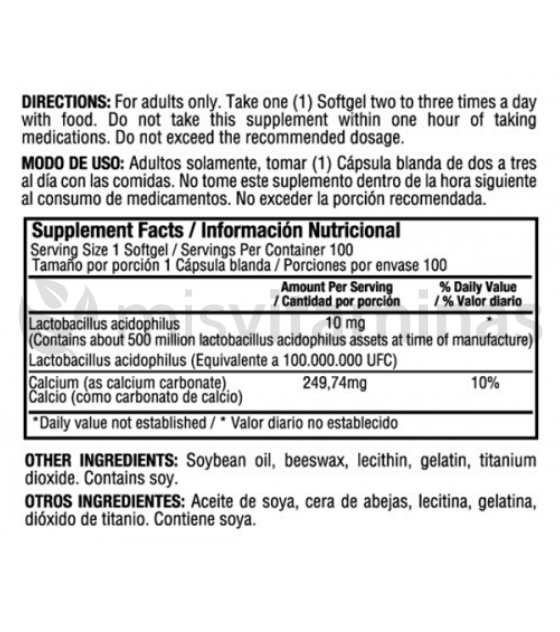 DIRECTIONS: For adults only. Take one (1) Softgel two to three times a day
with food. Do not take this supplement within one hour of taking
medications. Do not exceed the recommended dosage.
MODO DE USO: Adultos solamente, tomar (1) Cápsula blanda de dos a tres
al día con las comidas. No tome este suplemento dentro de la hora siguiente
al consumo de medicamentos. No exceder la porción recomendada.
Supplement Facts / Información Nutricional
Serving Size 1 Softgel / Servings Per Container 100
Tamaño por porción 1 Cápsula blanda / Porciones por envase 100
Amount Per Serving % Daily Value
/ Cantidad por porción / % Valor diario
Lactobacillus acidophilus 10 mg *
(Contains about 500 million lactobacillus acidophilus assets at time of manufacture)
Lactobacillus acidophilus (Equivalente a 100.000.000 UFC)
Calcium (as calcium carbonate) 249,74mg 10%
Calcio (como carbonato de calcio)
*Daily value not established / * Valor diario no establecido
misvitaminas
OTHER INGREDIENTS: Soybean oil, beeswax, lecithin, gelatin, titanium
dioxide. Contains soy.
OTROS INGREDIENTES: Aceite de soya, cera de abejas, lecitina, gelatina,
dióxido de titanio. Contiene soya.